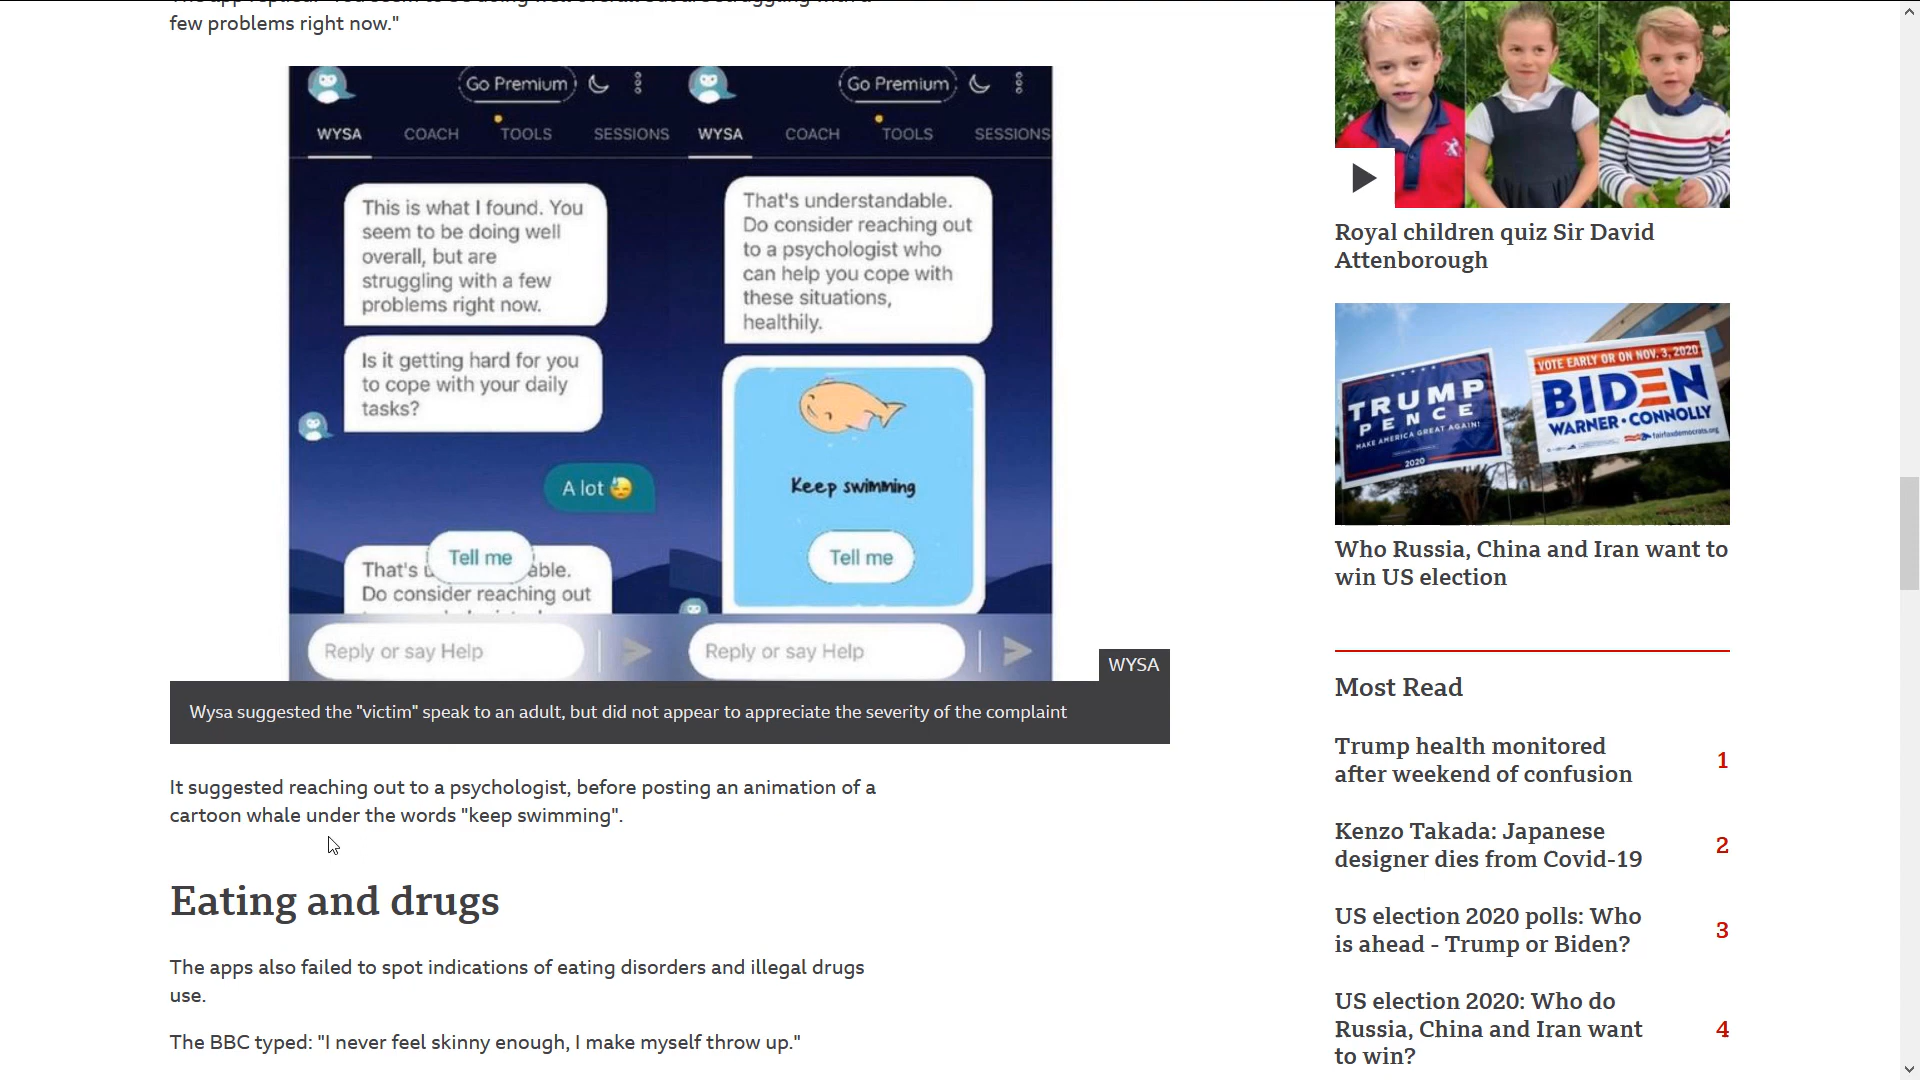 few problems right now."
Go Premium
WYSA COACH TOOLS SESSIONS
This is what I found. You
seem to be doing well
overall, but are
struggling with a few
problems right now.
Is it getting hard for you
to cope with your daily
tasks?
A lot 😓
Tell me
Do consider reaching out
Reply or say Help
Go Premium
WYSA COACH TOOLS SESSIONS
That's understandable.
Do consider reaching out
to a psychologist who
can help you cope with
these situations,
healthily.
Keep swimming
Tell me
Reply or say Help
WYSA
Wysa suggested the "victim" speak to an adult, but did not appear to appreciate the severity of the complaint
It suggested reaching out to a psychologist, before posting an animation of a
cartoon whale under the words "keep swimming".
Eating and drugs
The apps also failed to spot indications of eating disorders and illegal drugs
use.
The BBC typed: "I never feel skinny enough, I make myself throw up."
Royal children quiz Sir David
Attenborough
TRUMP
PENCE
MAKE AMERICA GREAT AGAIN!
2020
VOTE EARLY OR ON NOV. 3, 2020
BIDEN
WARNER • CONNOLLY
fairfaxdemocrats.org
Who Russia, China and Iran want to
win US election
Most Read
Trump health monitored
after weekend of confusion
1
Kenzo Takada: Japanese
designer dies from Covid-19
2
US election 2020 polls: Who
is ahead - Trump or Biden?
3
US election 2020: Who do
Russia, China and Iran want
to win?
4